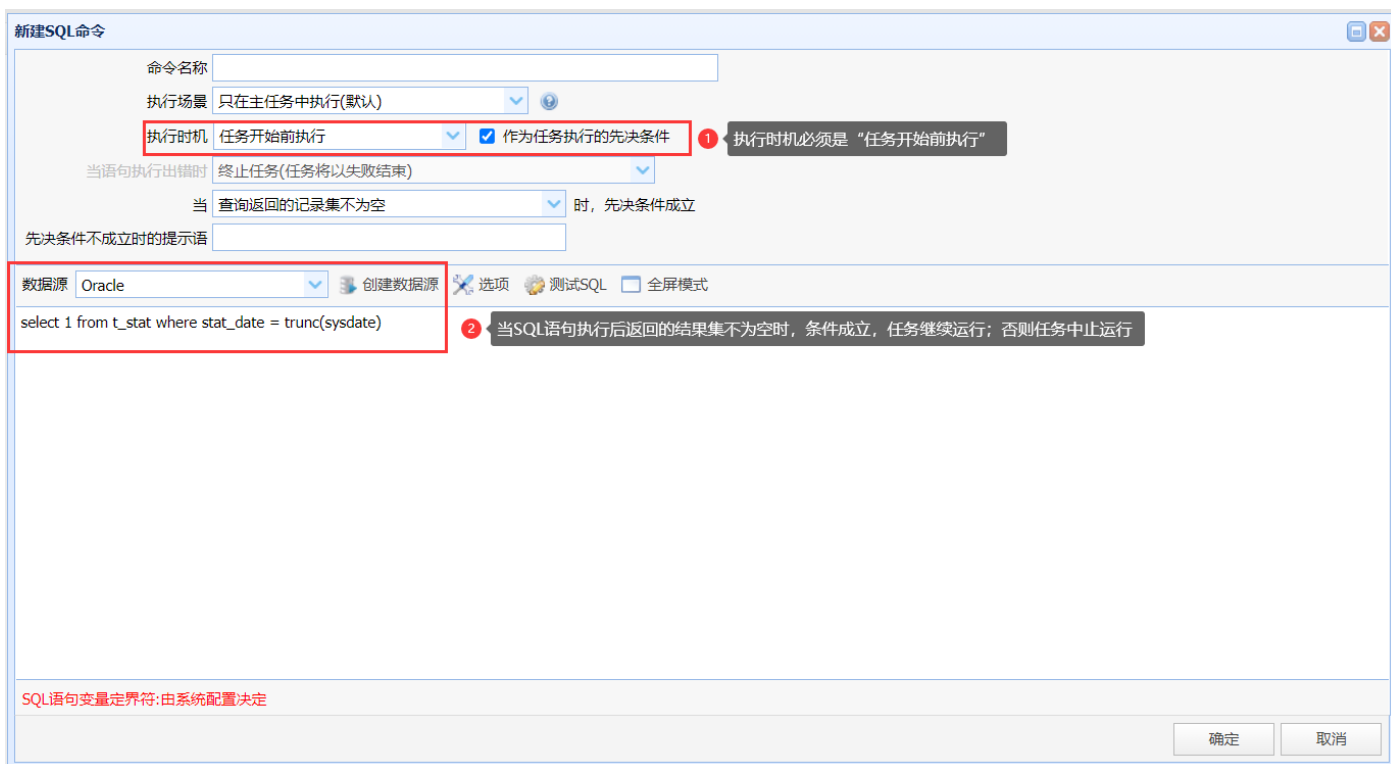 新建SQL命令
命令名称
执行场景 只在主任务中执行(默认)
执行时机 任务开始前执行 作为任务执行的先决条件 1 执行时机必须是“任务开始前执行”
当语句执行出错时 终止任务(任务将以失败结束)
当 查询返回的记录集不为空 时，先决条件成立
先决条件不成立时的提示语
数据源 Oracle 创建数据源 选项 测试SQL 全屏模式
select 1 from t_stat where stat_date = trunc(sysdate) 2 当SQL语句执行后返回的结果集不为空时，条件成立，任务继续运行；否则任务中止运行
SQL语句变量定界符:由系统配置决定
确定 取消